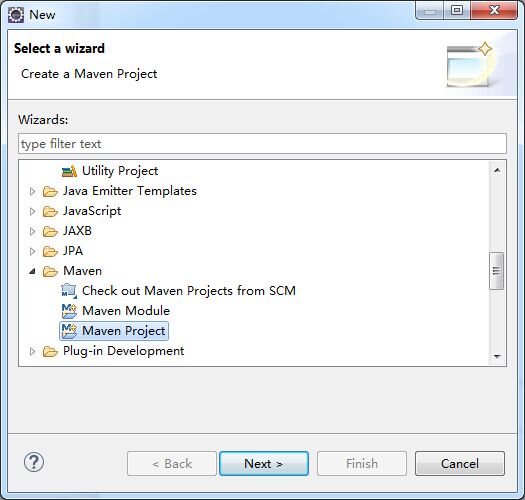 New
Select a wizard
Create a Maven Project
Wizards:
type filter text
Utility Project
Java Emitter Templates
JavaScript
JAXB
JPA
Maven
Check out Maven Projects from SCM
Maven Module
Maven Project
Plug-in Development
? < Back Next > Finish Cancel